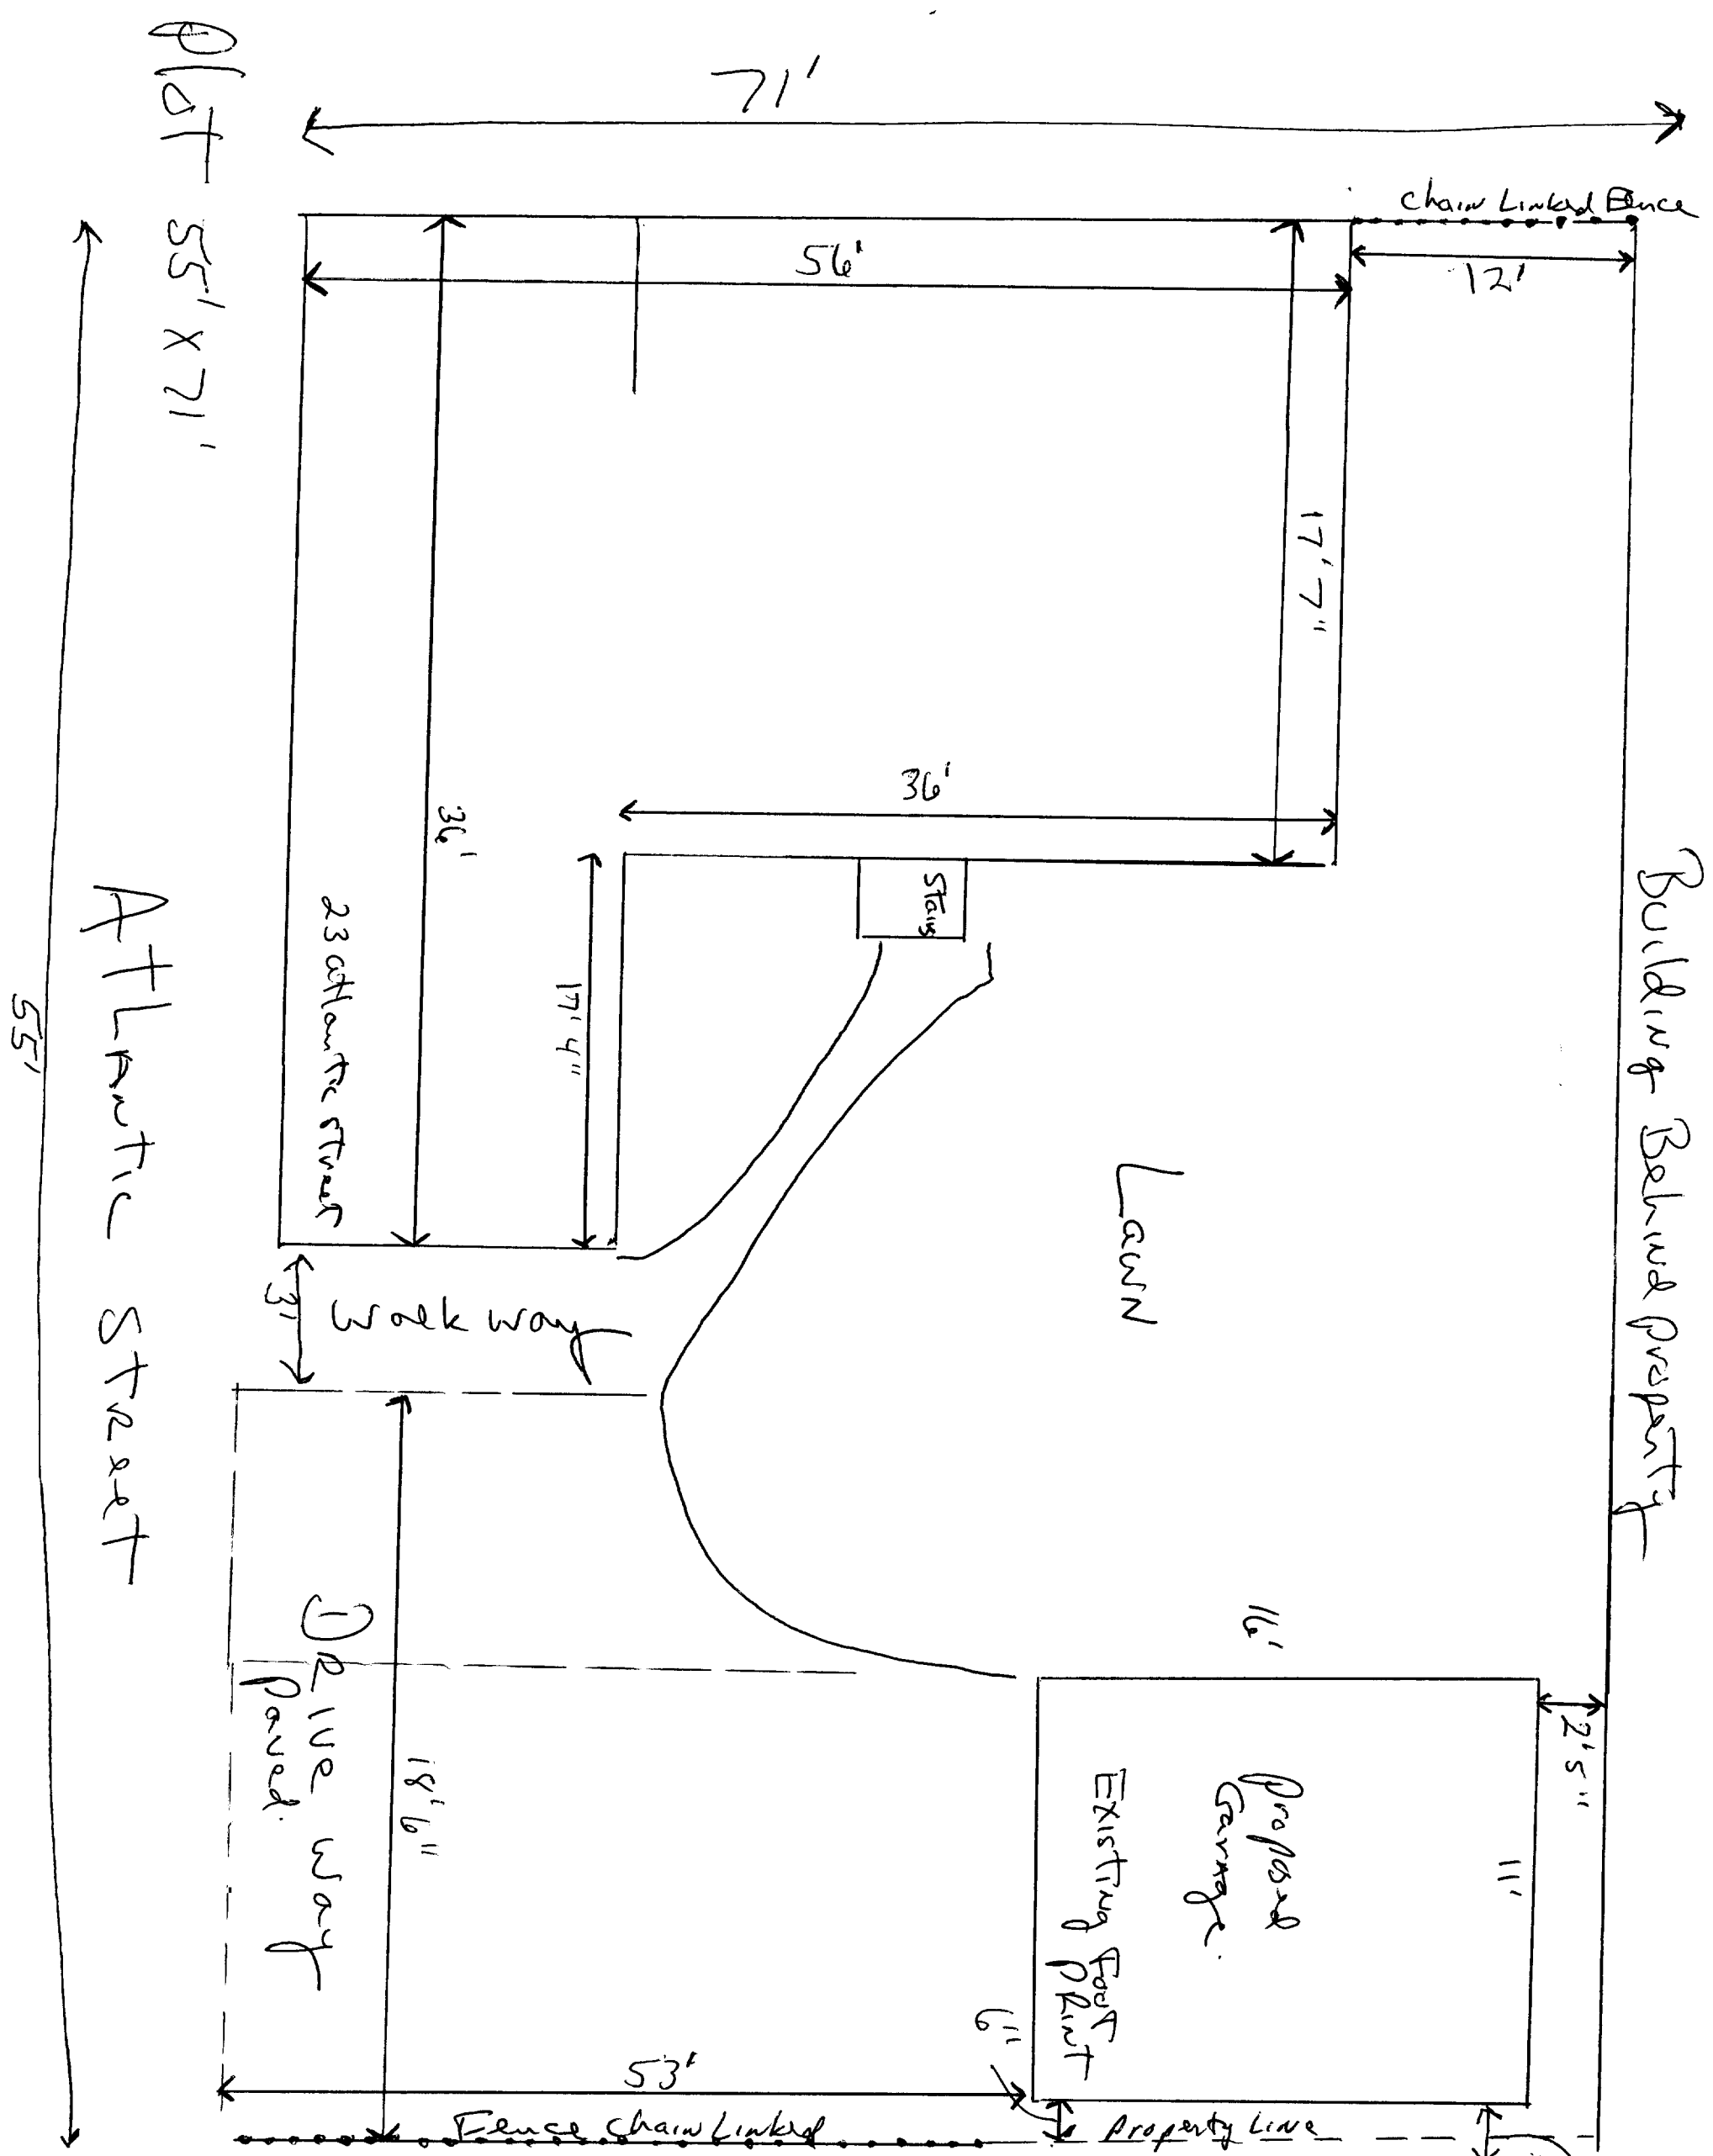 71'
plot 55' x 71'
Chain Linked Fence
56'
12'
17' 7"
36'
36'
Stairs
17' 4"
23 atlantic street
Building Behind property
Atlantic Street
55'
Lawn
3'
Walk way
16'
2' 5"
Drive way
paved.
18' 6"
proposed
Garage.
11'
Existing Foot
print
6"
53'
Fence Chain Linked
property Line